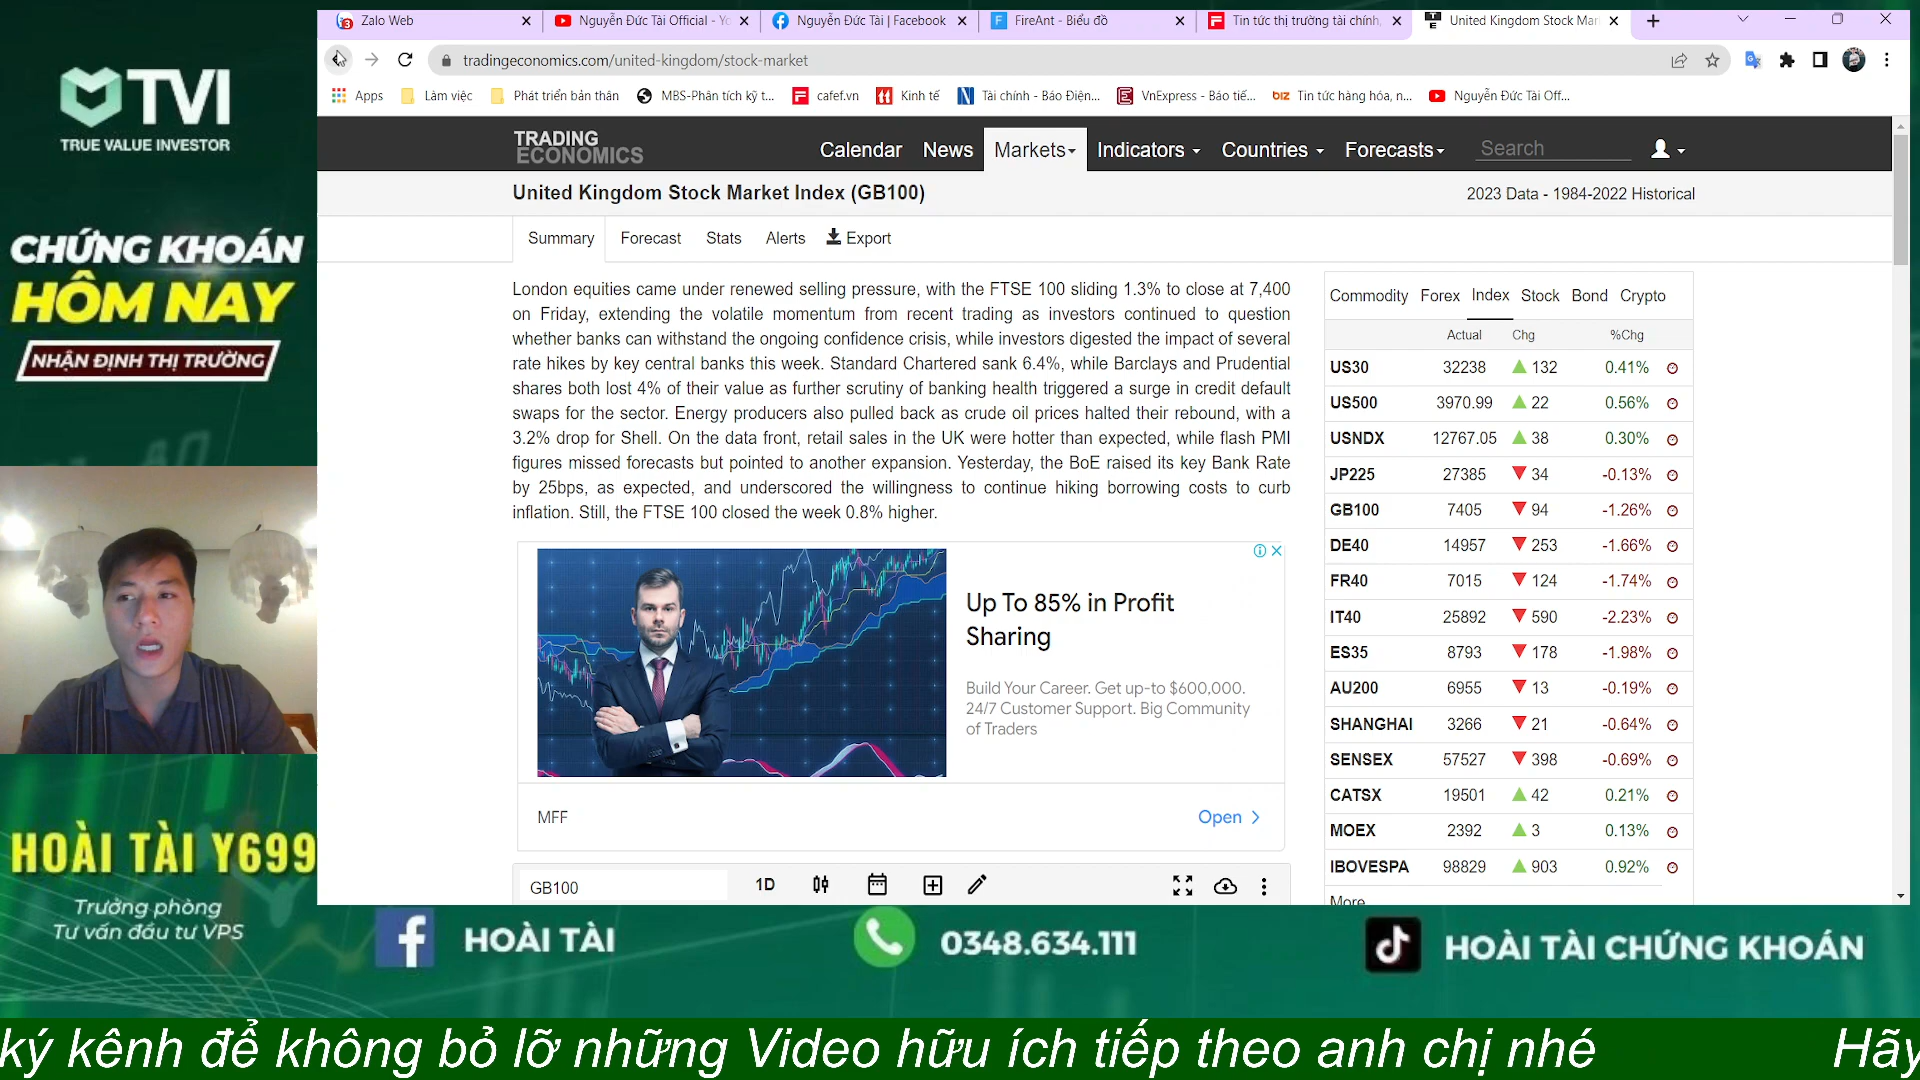 Zalo Web
Nguyễn Đức Tài Official - Yo
Nguyễn Đức Tài | Facebook
FireAnt - Biểu đồ
Tin tức thị trường tài chính,
United Kingdom Stock Mar
tradingeconomics.com/united-kingdom/stock-market
Apps
Làm việc
Phát triển bản thân
MBS-Phân tích kỹ t...
cafef.vn
Kinh tế
Tài chính - Báo Điện...
VnExpress - Báo tiế...
BIZ
Tin tức hàng hóa, n...
Nguyễn Đức Tài Off...
TVI
TRUE VALUE INVESTOR
CHỨNG KHOÁN
HÔM NAY
NHẬN ĐỊNH THỊ TRƯỜNG
TRADING
ECONOMICS
Calendar News Markets Indicators Countries Forecasts Search
United Kingdom Stock Market Index (GB100)
2023 Data - 1984-2022 Historical
Summary Forecast Stats Alerts Export
London equities came under renewed selling pressure, with the FTSE 100 sliding 1.3% to close at 7,400
on Friday, extending the volatile momentum from recent trading as investors continued to question
whether banks can withstand the ongoing confidence crisis, while investors digested the impact of several
rate hikes by key central banks this week. Standard Chartered sank 6.4%, while Barclays and Prudential
shares both lost 4% of their value as further scrutiny of banking health triggered a surge in credit default
swaps for the sector. Energy producers also pulled back as crude oil prices halted their rebound, with a
3.2% drop for Shell. On the data front, retail sales in the UK were hotter than expected, while flash PMI
figures missed forecasts but pointed to another expansion. Yesterday, the BoE raised its key Bank Rate
by 25bps, as expected, and underscored the willingness to continue hiking borrowing costs to curb
inflation. Still, the FTSE 100 closed the week 0.8% higher.
Up To 85% in Profit
Sharing
Build Your Career. Get up-to $600,000.
24/7 Customer Support. Big Community
of Traders
MFF
Open
GB100
1D
Commodity Forex Index Stock Bond Crypto
Actual Chg %Chg
US30 32238 132 0.41%
US500 3970.99 22 0.56%
USNDX 12767.05 38 0.30%
JP225 27385 34 -0.13%
GB100 7405 94 -1.26%
DE40 14957 253 -1.66%
FR40 7015 124 -1.74%
IT40 25892 590 -2.23%
ES35 8793 178 -1.98%
AU200 6955 13 -0.19%
SHANGHAI 3266 21 -0.64%
SENSEX 57527 398 -0.69%
CATSX 19501 42 0.21%
MOEX 2392 3 0.13%
IBOVESPA 98829 903 0.92%
More
HOÀI TÀI Y699
Trưởng phòng
Tư vấn đầu tư VPS
HOÀI TÀI
0348.634.111
HOÀI TÀI CHỨNG KHOÁN
ký kênh để không bỏ lỡ những Video hữu ích tiếp theo anh chị nhé
Hãy